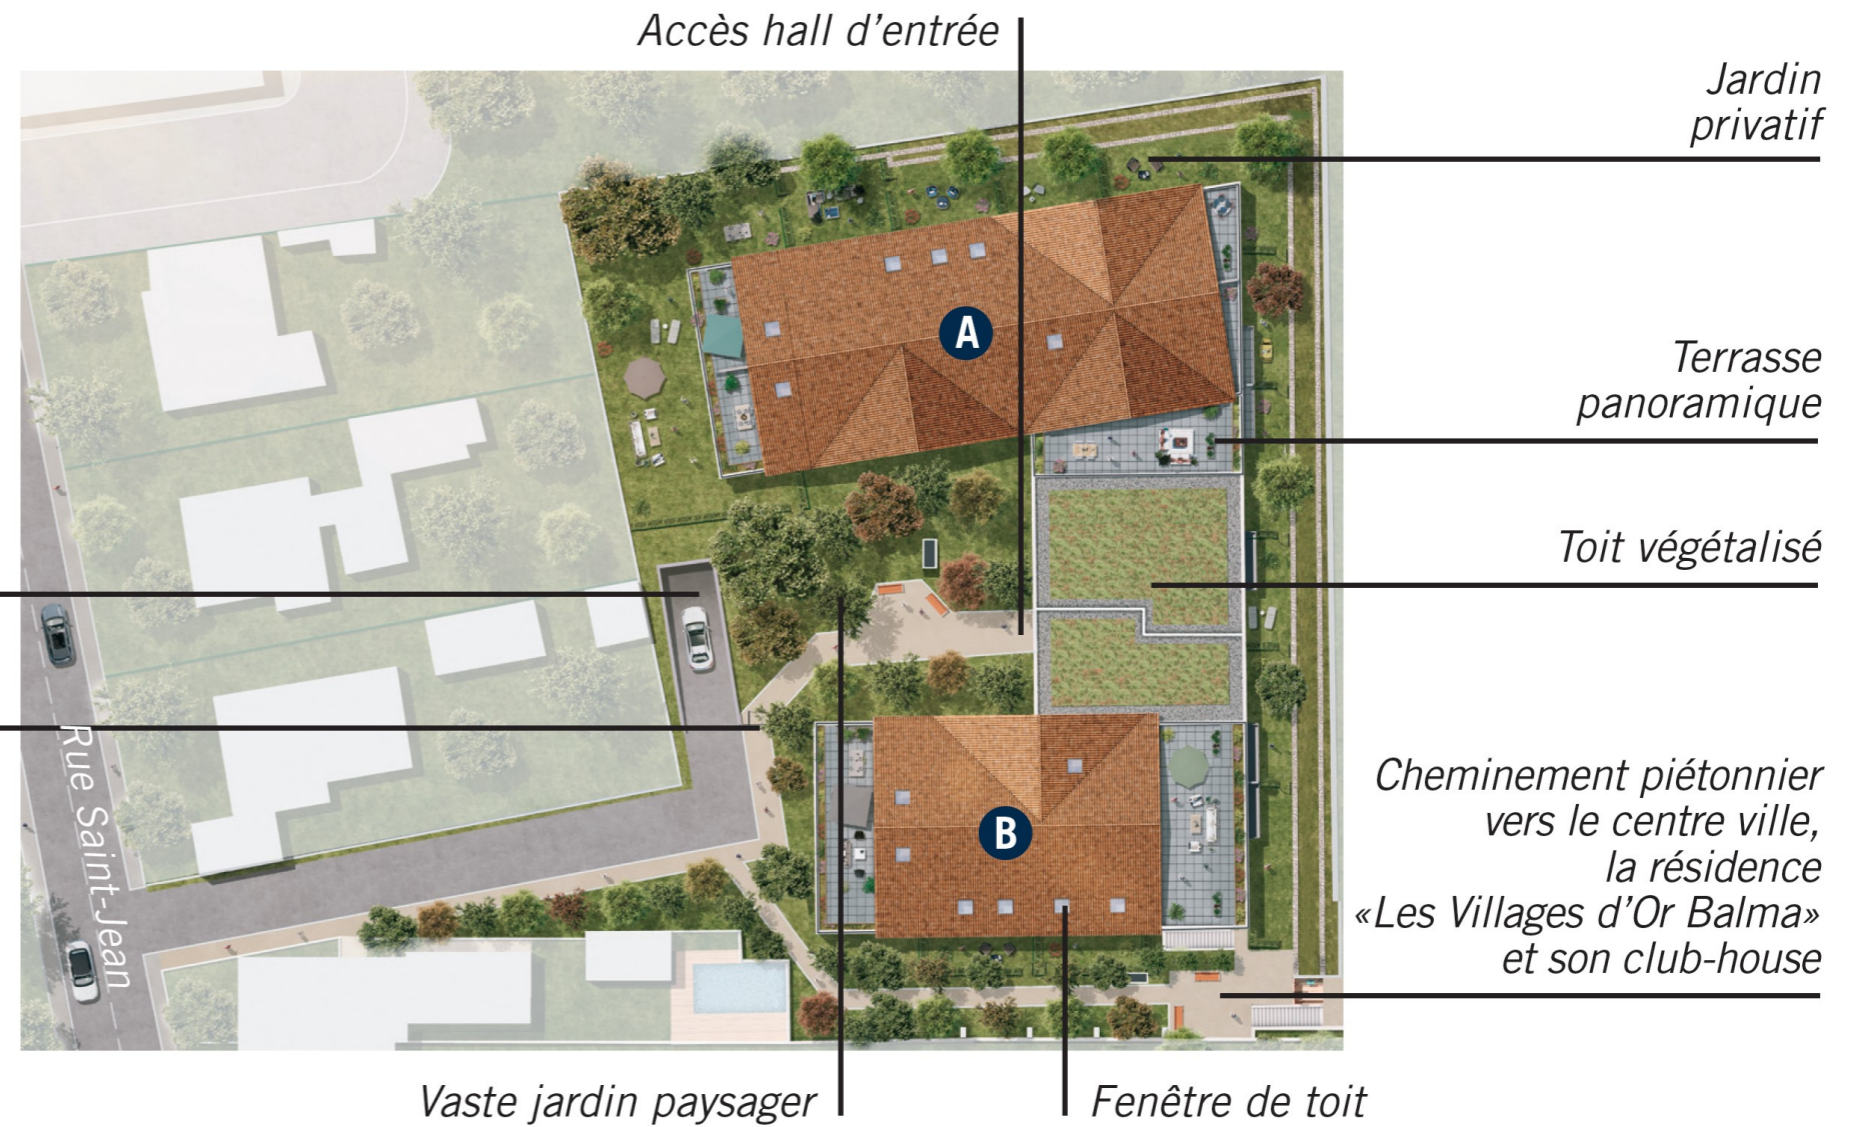 Accès hall d'entrée
Jardin
privatif
A
Terrasse
panoramique
Toit végétalisé
Rue Saint-Jean
B
Cheminement piétonnier
vers le centre ville,
la résidence
«Les Villages d'Or Balma»
et son club-house
Vaste jardin paysager
Fenêtre de toit